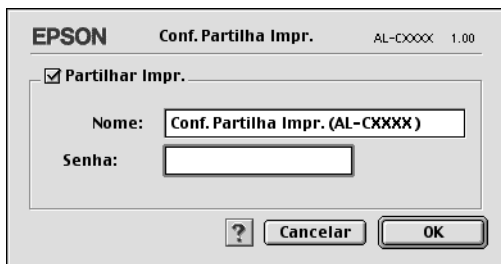 EPSON Conf. Partilha Impr. AL-CXXXX 1.00
Partilhar Impr.
Nome: Conf. Partilha Impr. (AL-CXXXX)
Senha:
? Cancelar OK